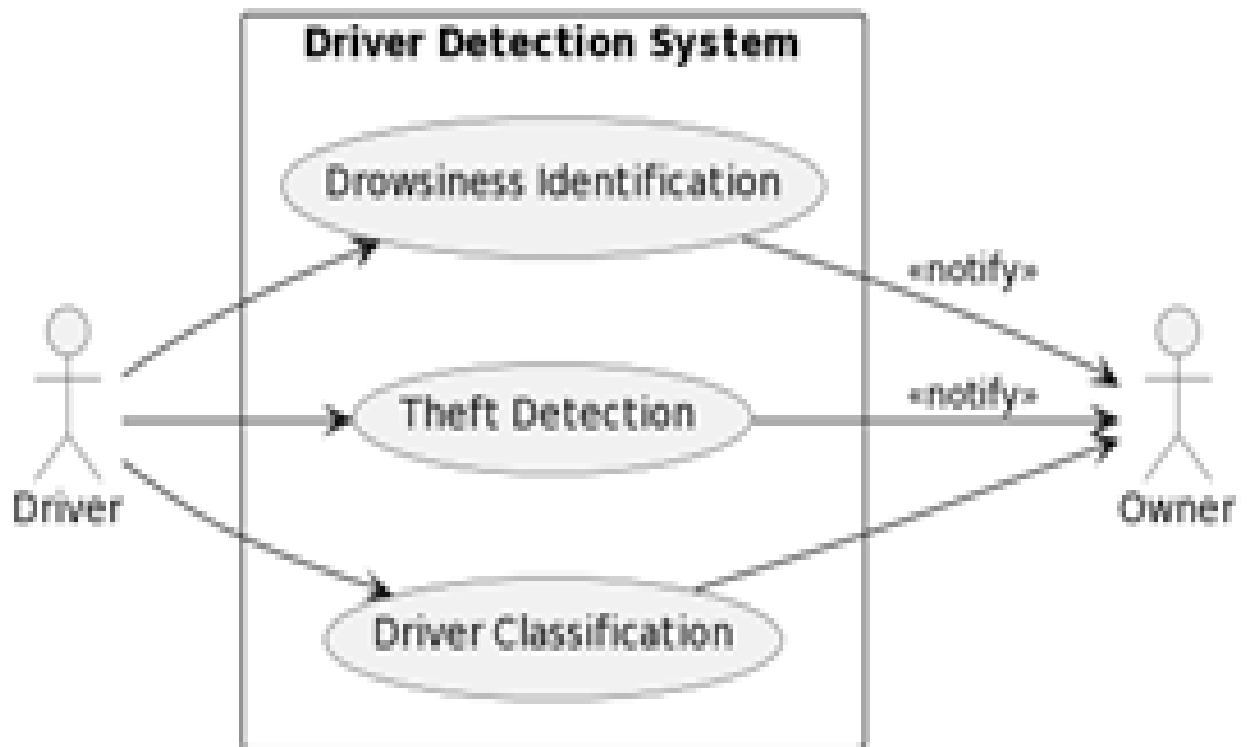 Driver Detection System
Drowsiness Identification
«notify»
Theft Detection
«notify»
Driver
Owner
Driver Classification